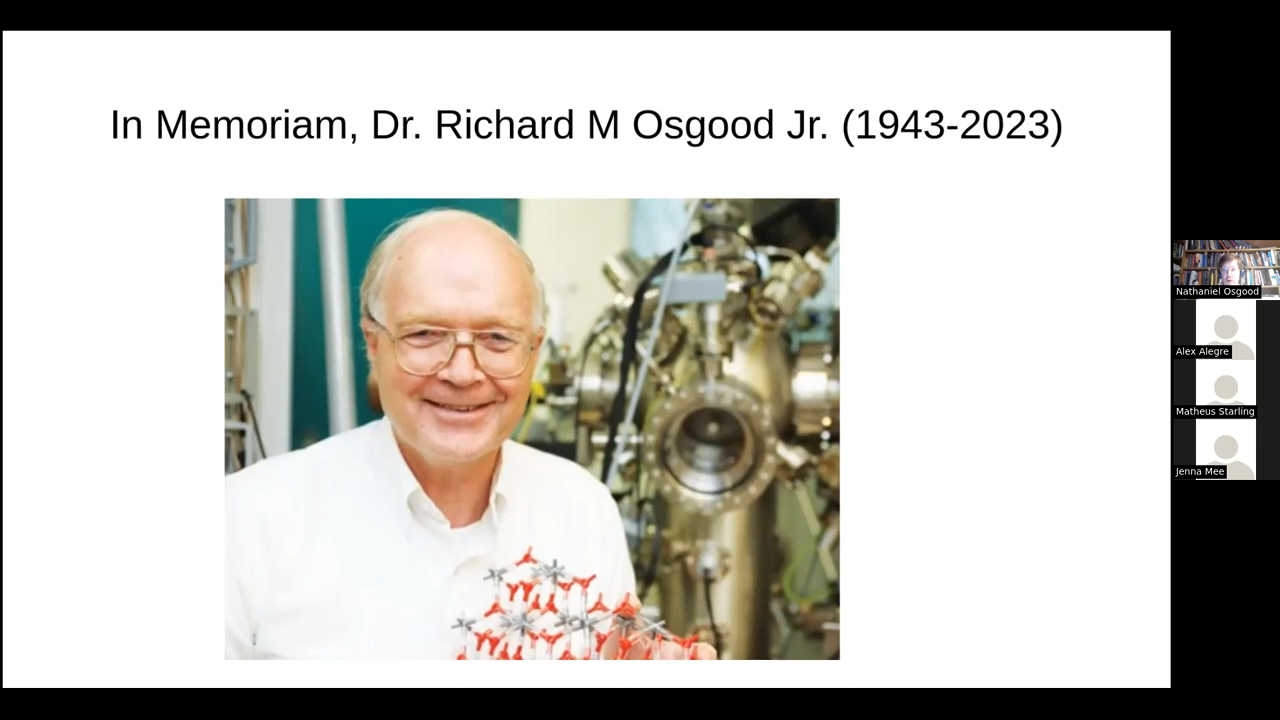 In Memoriam, Dr. Richard M Osgood Jr. (1943-2023)
Nathaniel Osgood
Alex Alegre
Matheus Starling
Jenna Mee